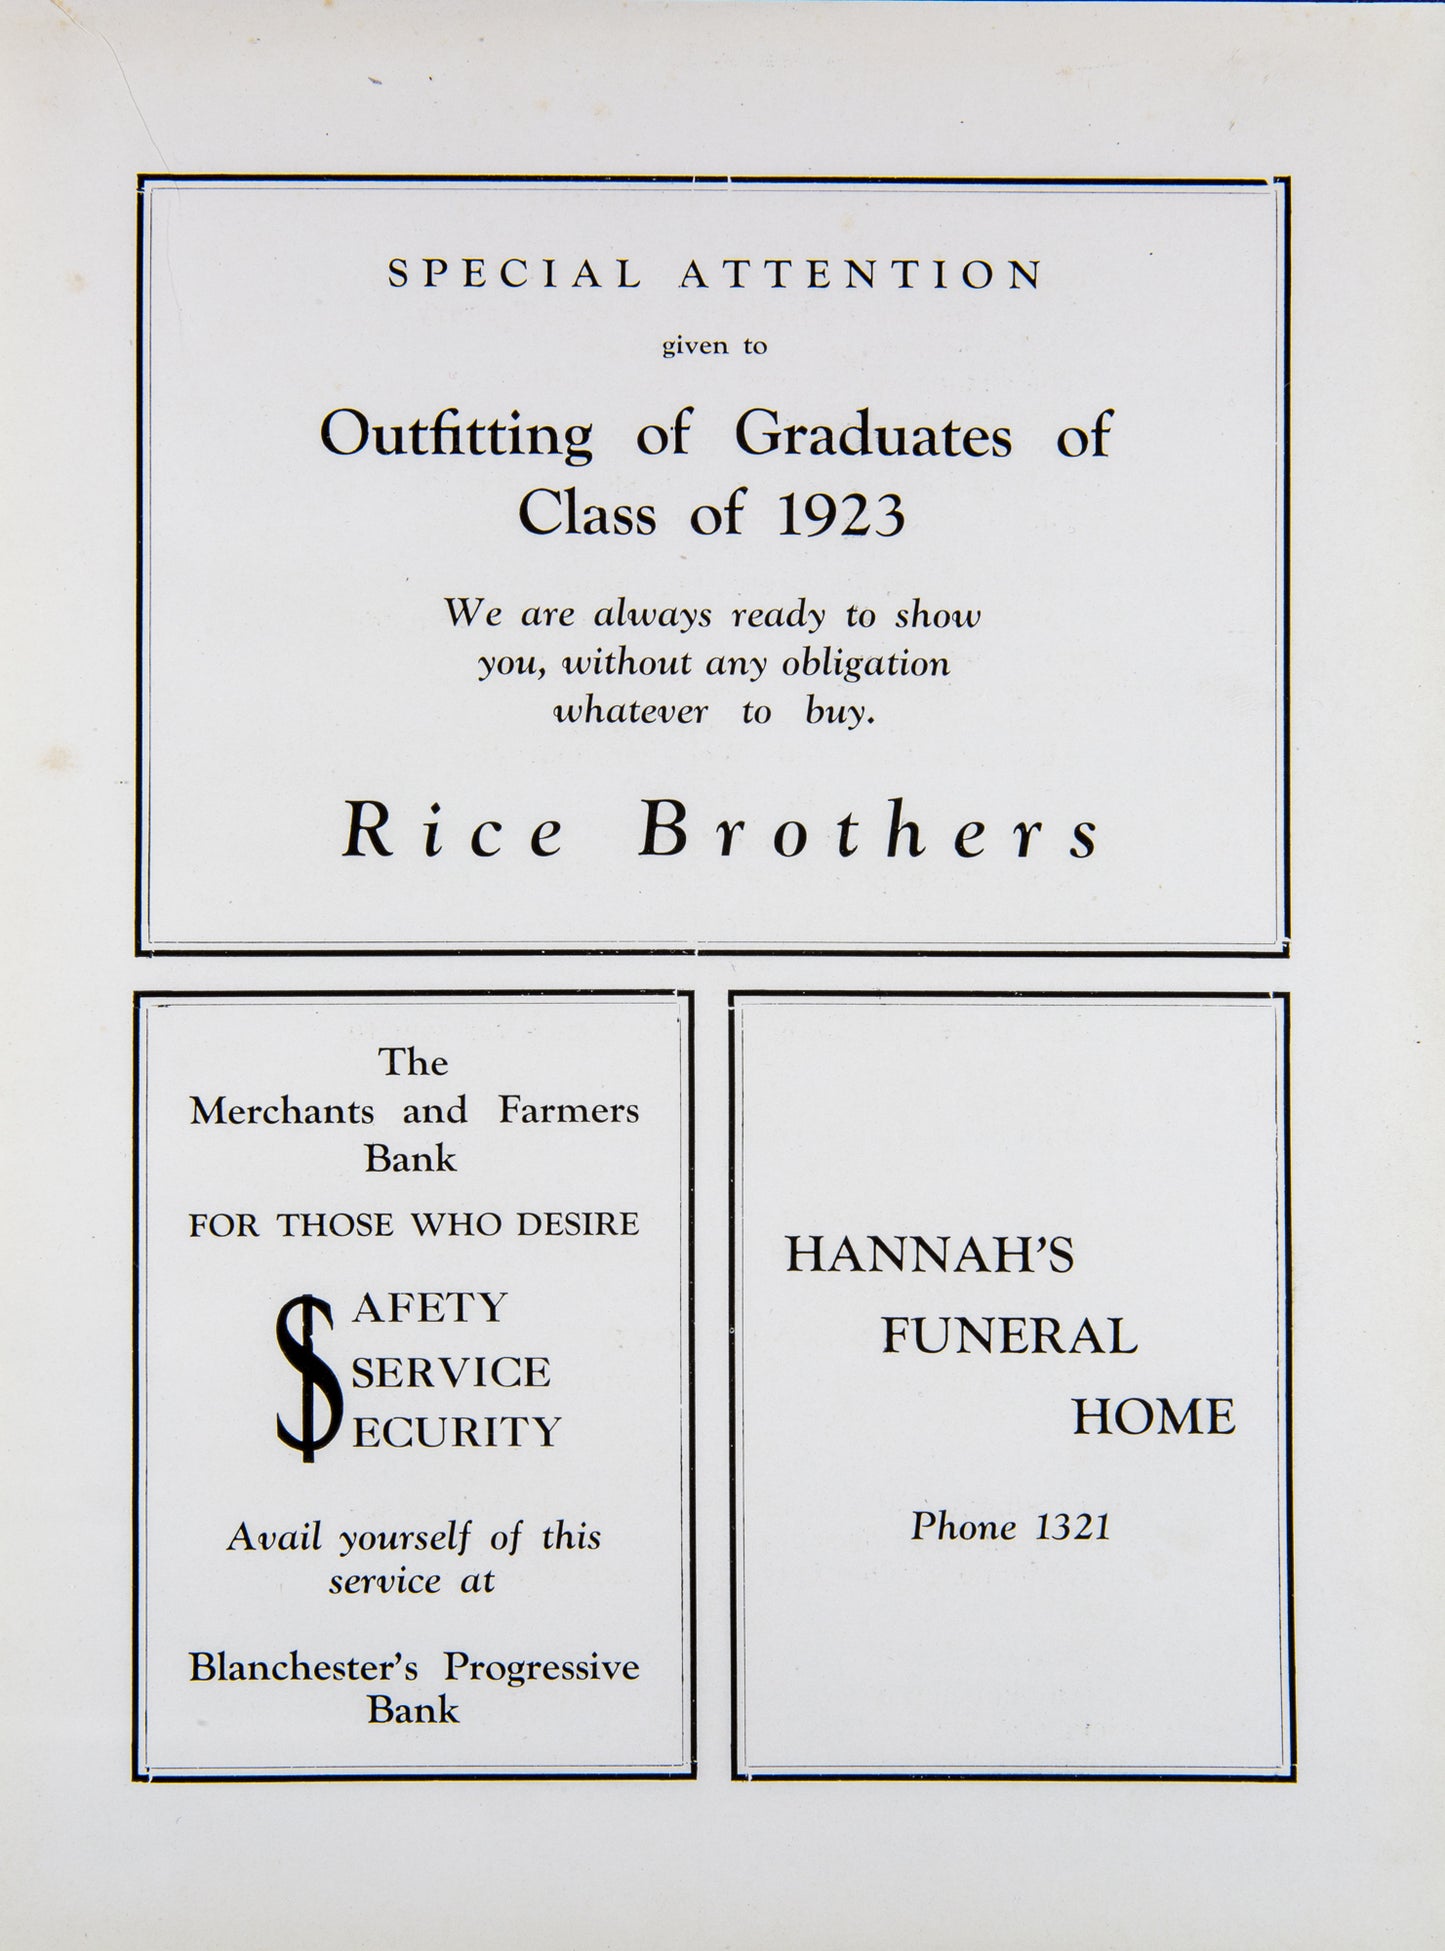 SPECIAL ATTENTION
given to
Outfitting of Graduates of
Class of 1923
We are always ready to show
you, without any obligation
whatever to buy.
Rice Brothers
The
Merchants and Farmers
Bank
FOR THOSE WHO DESIRE
$AFETY
SERVICE
ECURITY
Avail yourself of this
service at
Blanchester's Progressive
Bank
HANNAH'S
FUNERAL
HOME
Phone 1321